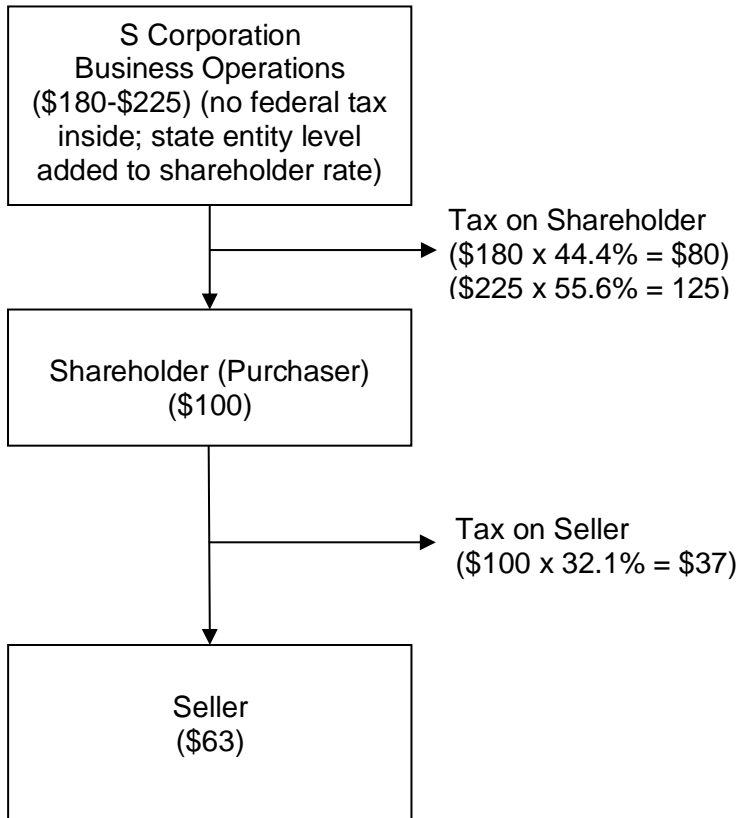 S Corporation
Business Operations
($180-$225) (no federal tax
inside; state entity level
added to shareholder rate)
Tax on Shareholder
($180 x 44.4% = $80)
($225 x 55.6% = 125)
Shareholder (Purchaser)
($100)
Tax on Seller
($100 x 32.1% = $37)
Seller
($63)